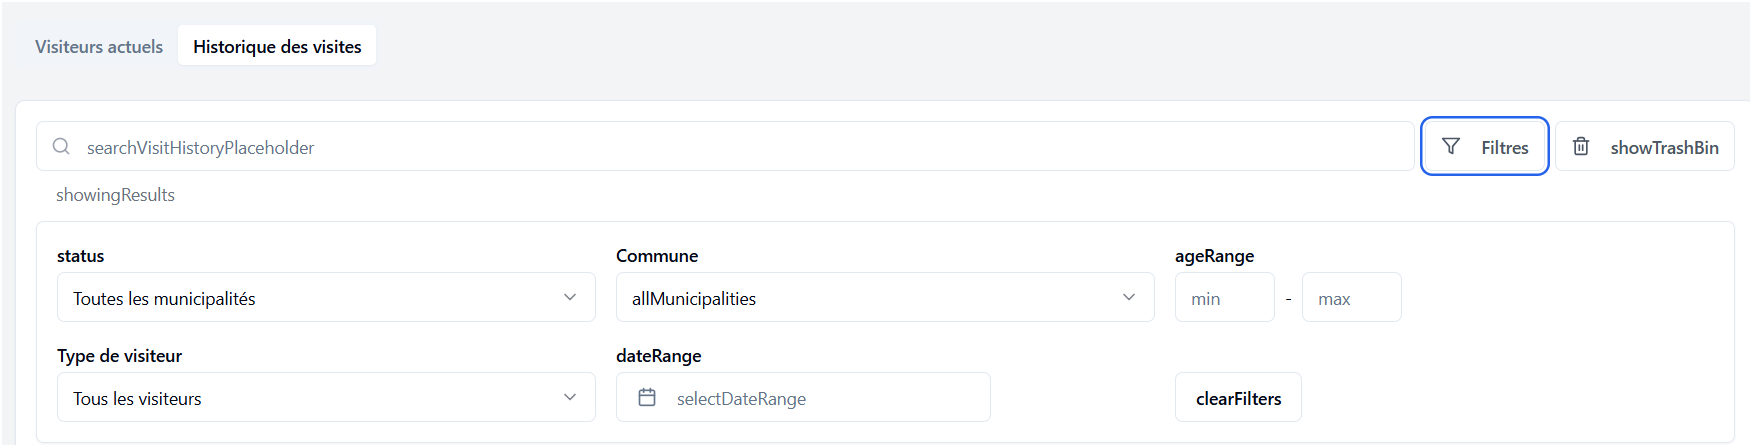 Visiteurs actuels Historique des visites
searchVisitHistoryPlaceholder Filtres showTrashBin
showingResults
status Commune ageRange
Toutes les municipalités allMunicipalities min - max
Type de visiteur dateRange
Tous les visiteurs selectDateRange clearFilters